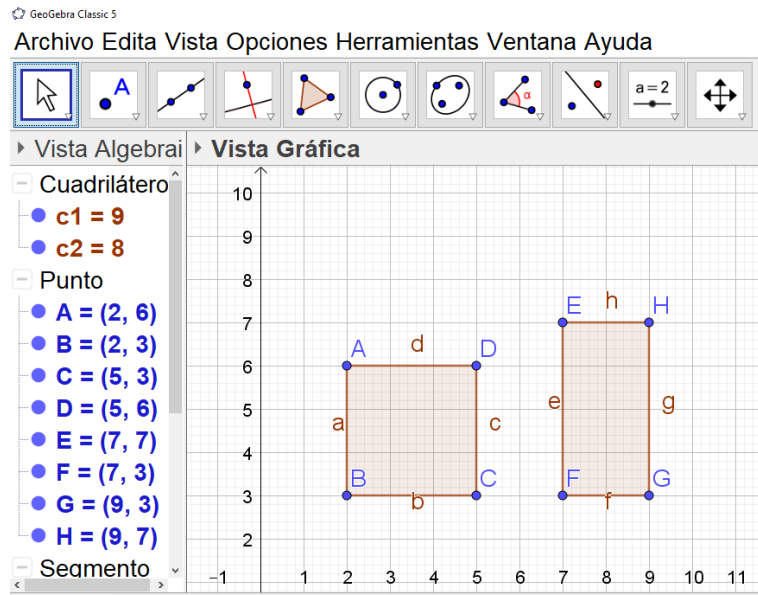 GeoGebra Classic 5
Archivo Edita Vista Opciones Herramientas Ventana Ayuda
A
α
a = 2
Vista Algebrai
Vista Gráfica
Cuadrilátero
c1 = 9
c2 = 8
Punto
A = (2, 6)
B = (2, 3)
C = (5, 3)
D = (5, 6)
E = (7, 7)
F = (7, 3)
G = (9, 3)
H = (9, 7)
Segmento
10
9
8
7
6
5
4
3
2
E h H
A d D
a c e g
B b C F f G
−1 1 2 3 4 5 6 7 8 9 10 11